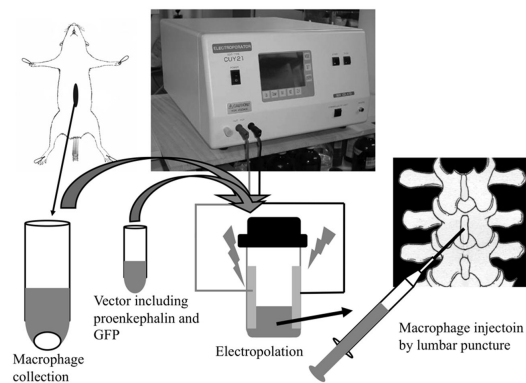 ELECTROPORATOR
CUY21
Vector including
proenkephalin and
GFP
Macrophage
collection
Electropolation
Macrophage injectoin
by lumbar puncture